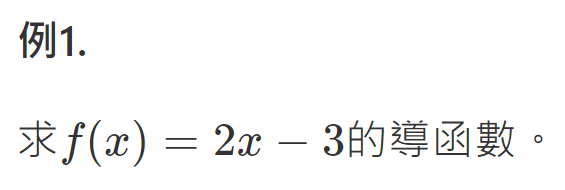 例1.
求f(x) = 2x − 3的導函數。